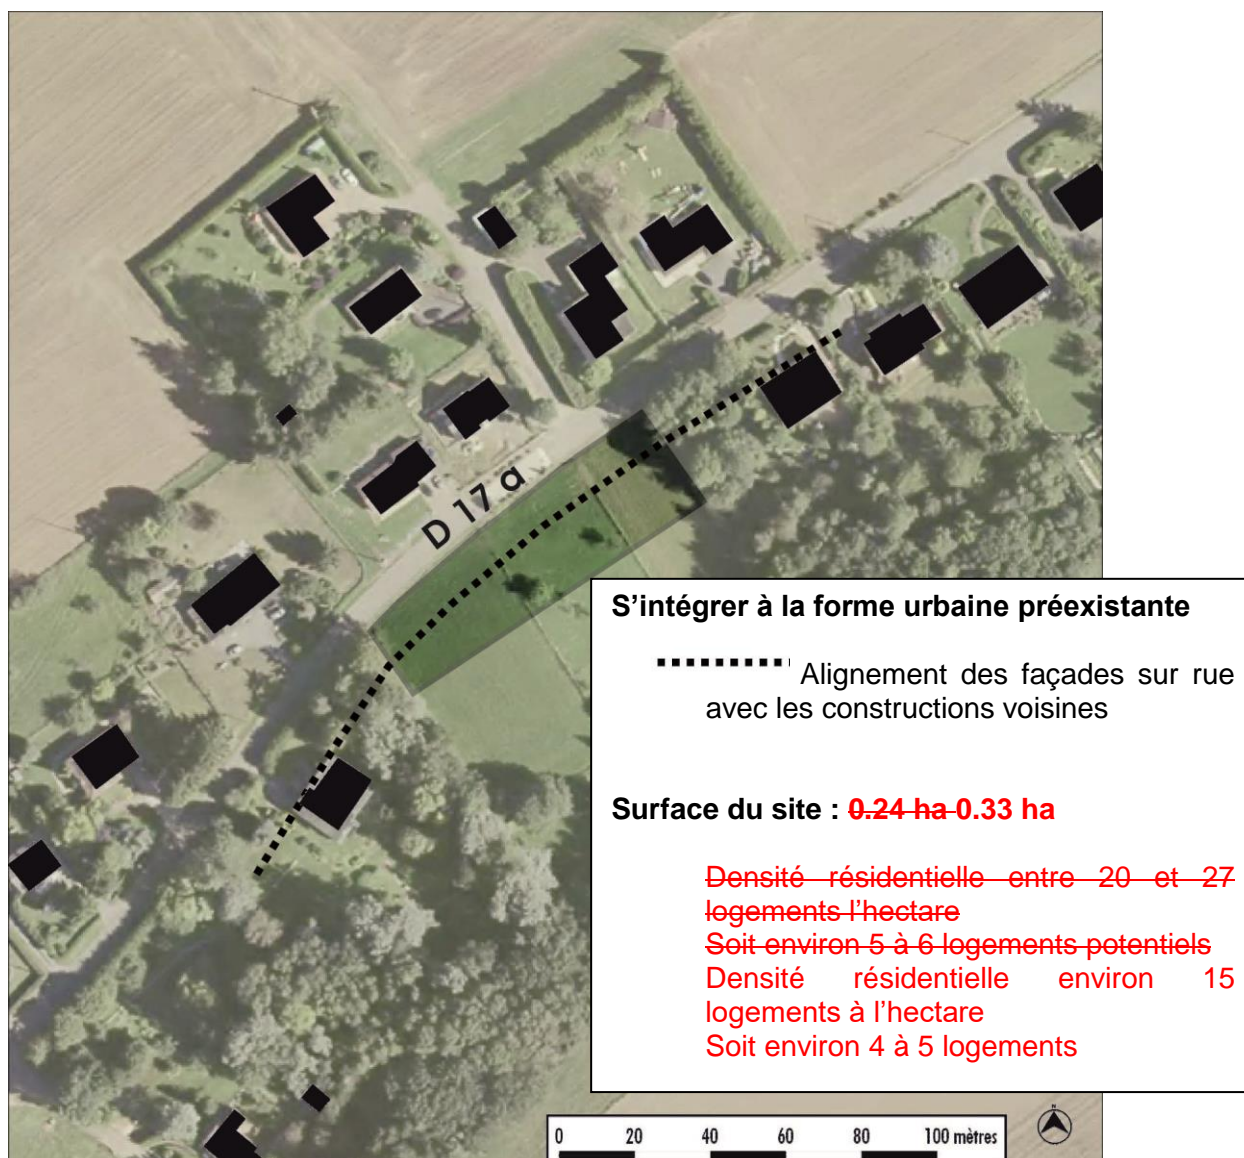 D 17 a
S'intégrer à la forme urbaine préexistante
Alignement des façades sur rue
avec les constructions voisines
Surface du site : 0.24 ha 0.33 ha
Densité résidentielle entre 20 et 27
logements l'hectare
Soit environ 5 à 6 logements potentiels
Densité résidentielle environ 15
logements à l'hectare
Soit environ 4 à 5 logements
0 20 40 60 80 100 mètres
N